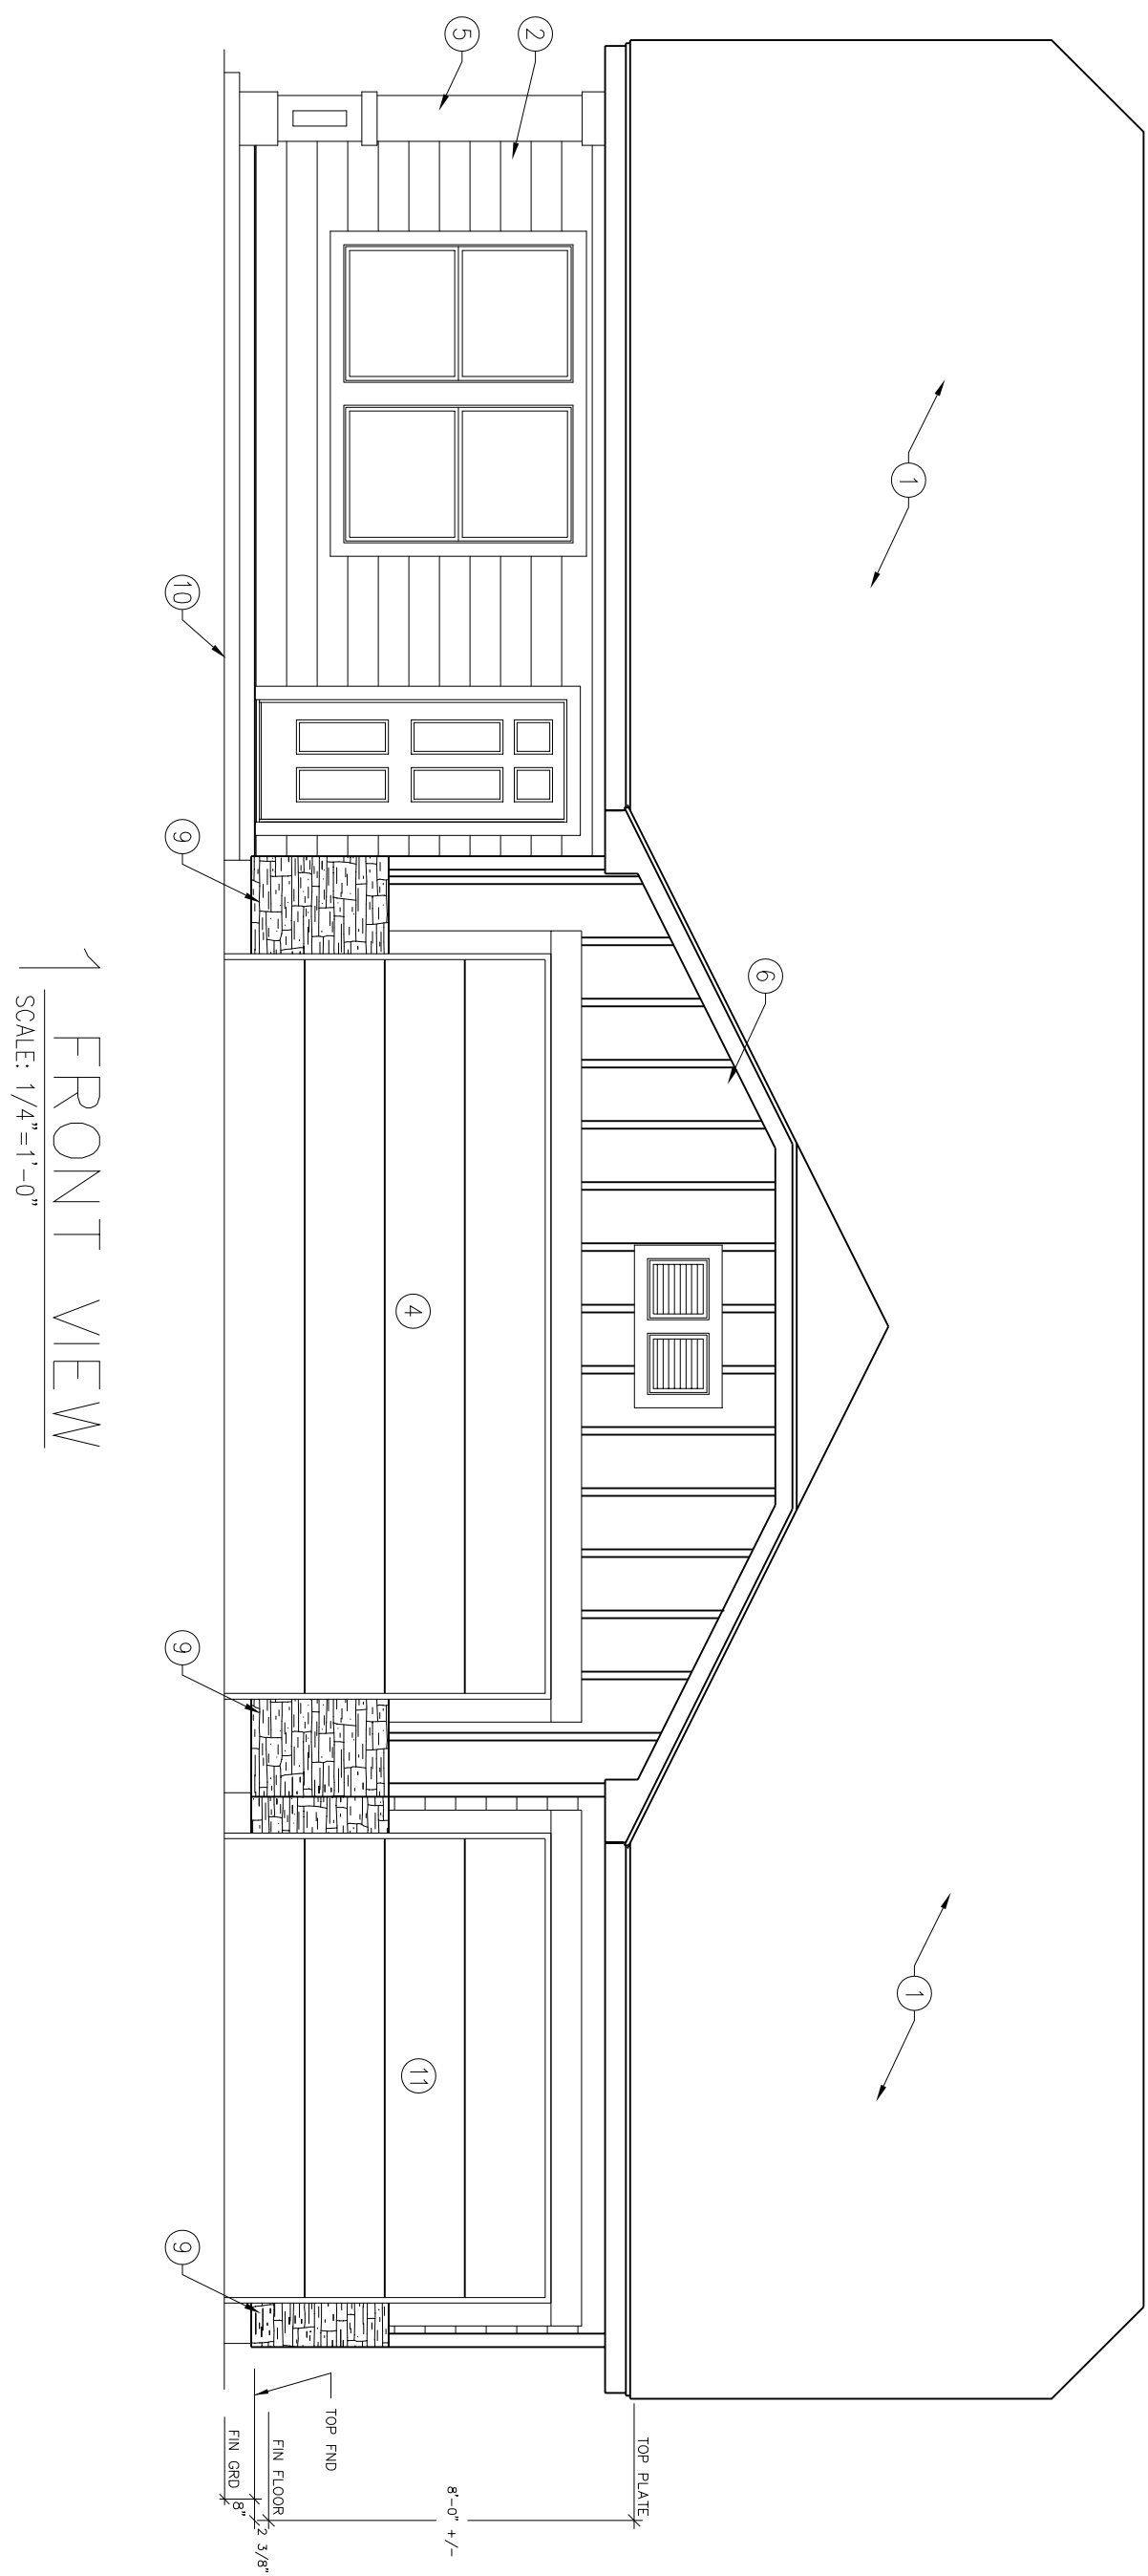 1
1
6
2
5
4
11
10
9
9
9
TOP PLATE
8'-0" +/-
TOP FND
FIN FLOOR
2 3/8"
FIN GRD
8"
1 FRONT VIEW
SCALE: 1/4"=1'-0"